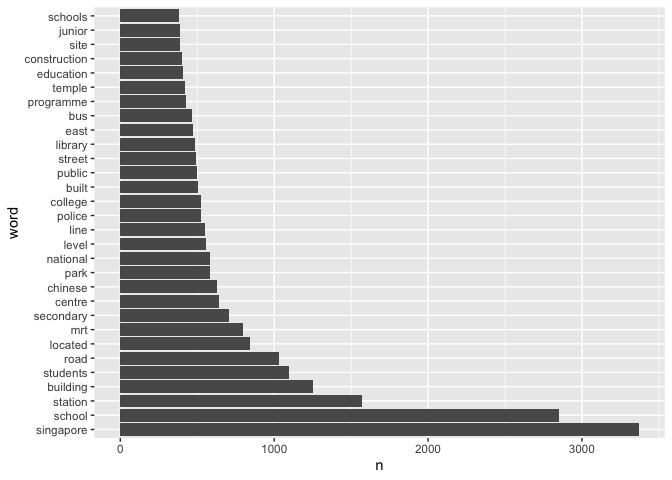 schools
junior
site
construction
education
temple
programme
bus
east
library
street
public
built
college
police
line
level
national
park
chinese
centre
secondary
mrt
located
road
students
building
station
school
singapore
word
0 1000 2000 3000
n